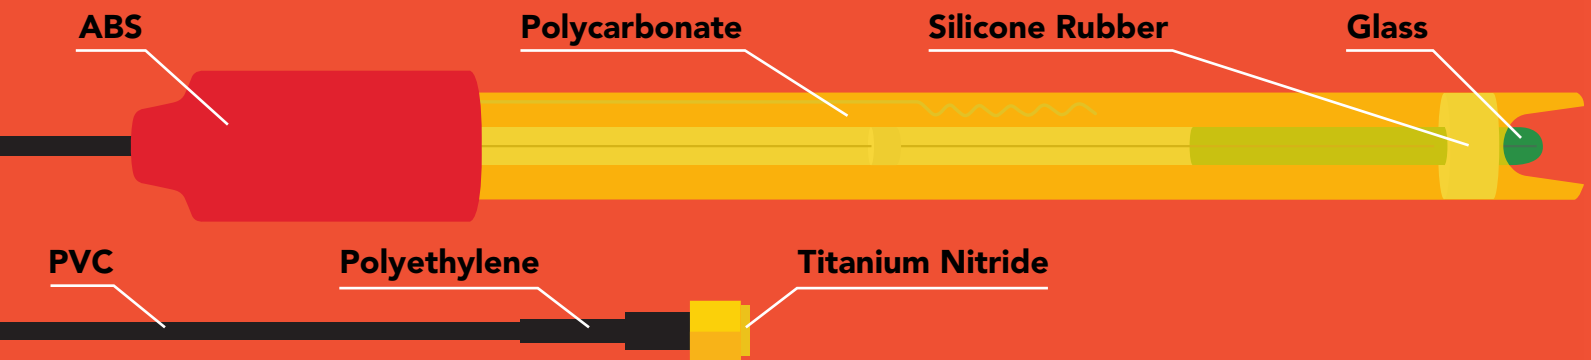 ABS
Polycarbonate
Silicone Rubber
Glass
PVC
Polyethylene
Titanium Nitride